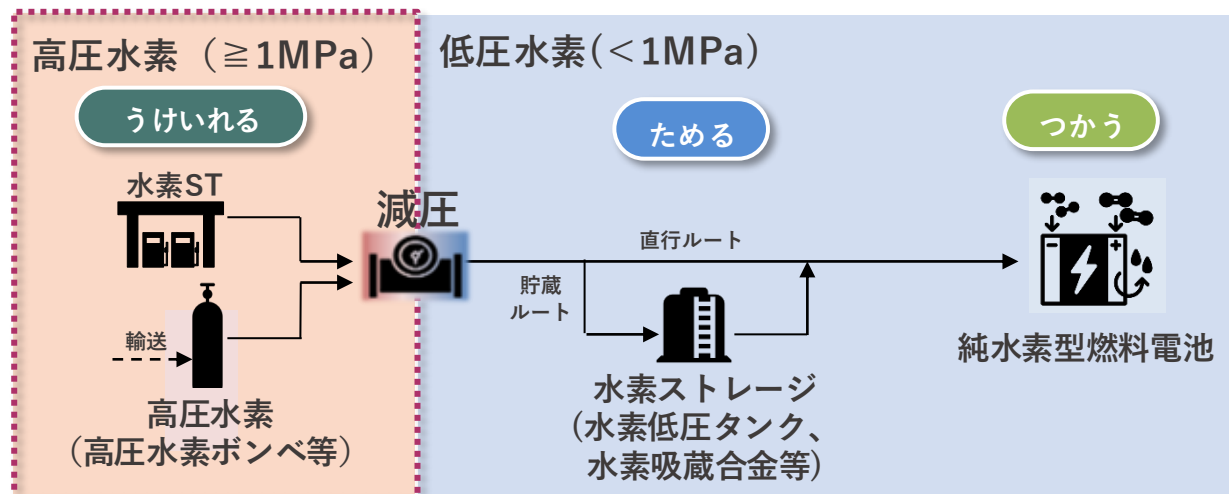 高圧水素（≧1MPa）
うけいれる
水素ST
輸送
高圧水素
（高圧水素ボンベ等）
減圧
低圧水素(<1MPa）
ためる
直行ルート
貯蔵
ルート
水素ストレージ
(水素低圧タンク、
水素吸蔵合金等)
つかう
純水素型燃料電池